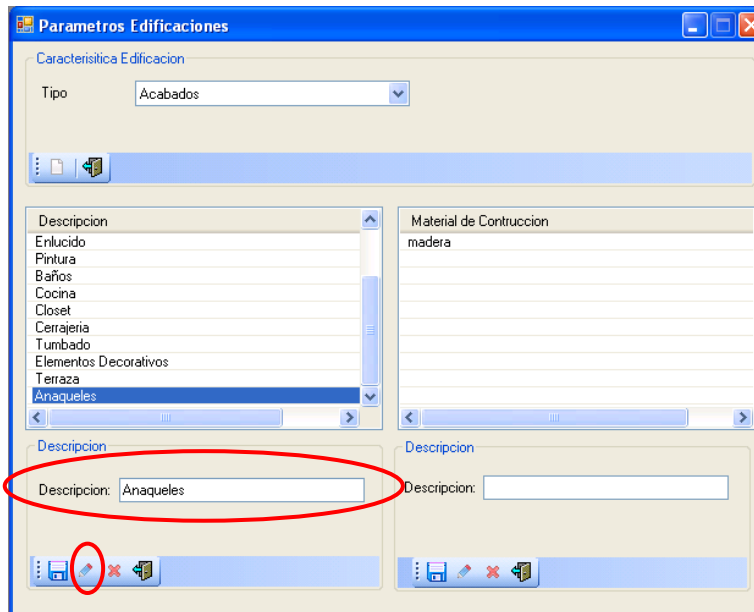 Parametros Edificaciones
Caracterisitica Edificacion
Tipo
Acabados
Descripcion
Enlucido
Pintura
Baños
Cocina
Closet
Cerrajeria
Tumbado
Elementos Decorativos
Terraza
Anaqueles
Material de Contruccion
madera
Descripcion
Descripcion: Anaqueles
Descripcion
Descripcion: